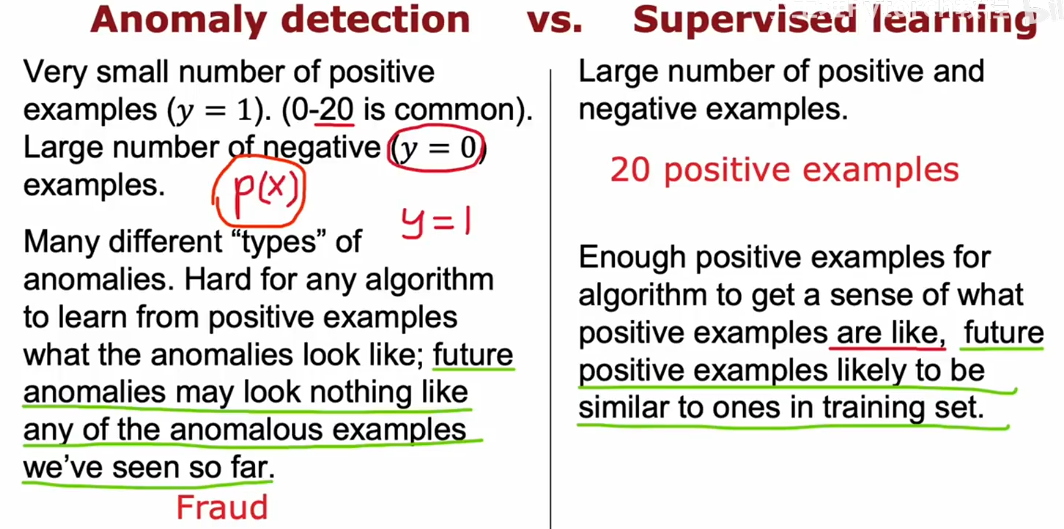 Anomaly detection vs. Supervised learning
Very small number of positive
examples (y = 1). (0-20 is common).
Large number of negative (y = 0)
examples.
p(x)
y=1
Many different “types” of
anomalies. Hard for any algorithm
to learn from positive examples
what the anomalies look like; future
anomalies may look nothing like
any of the anomalous examples
we’ve seen so far.
Fraud
Large number of positive and
negative examples.
20 positive examples
Enough positive examples for
algorithm to get a sense of what
positive examples are like, future
positive examples likely to be
similar to ones in training set.